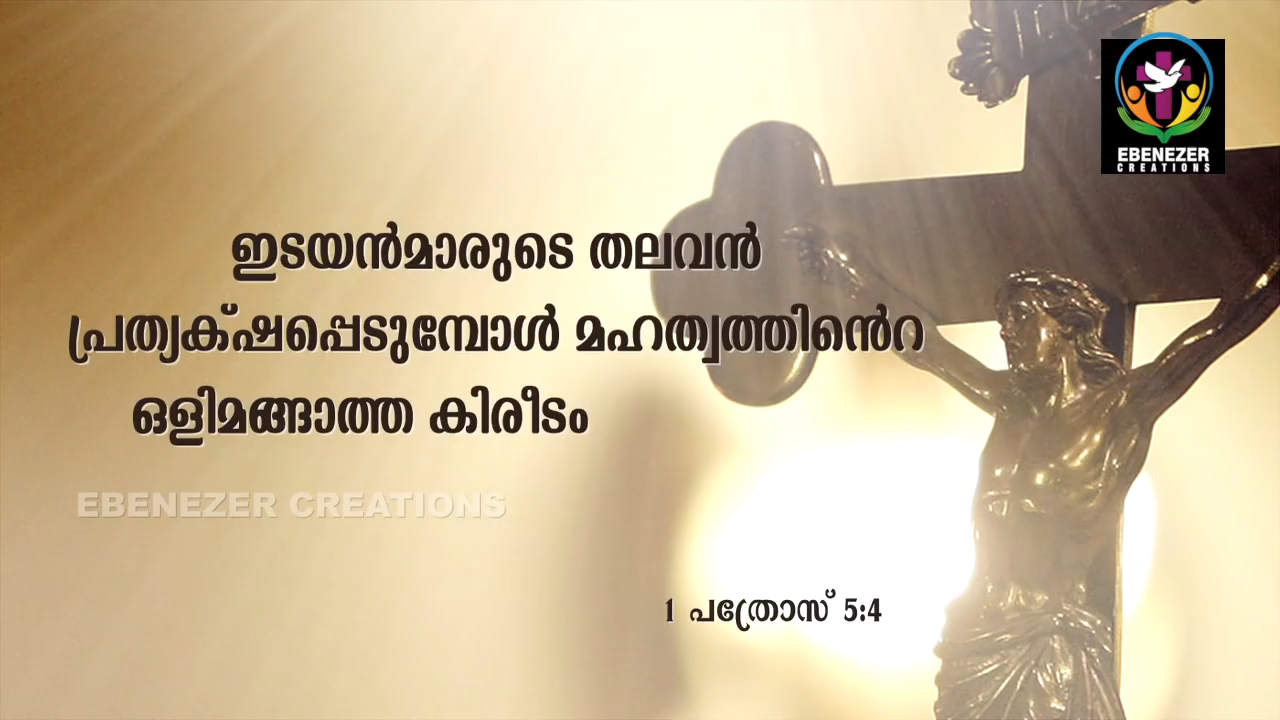 EBENEZER
CREATIONS
ഇടയൻമാരുടെ തലവൻ
പ്രത്യക്ഷപ്പെടുമ്പോൾ മഹത്വത്തിൻെറ
ഒളിമങ്ങാത്ത കിരീടം
EBENEZER CREATIONS
1 പത്രോസ് 5:4